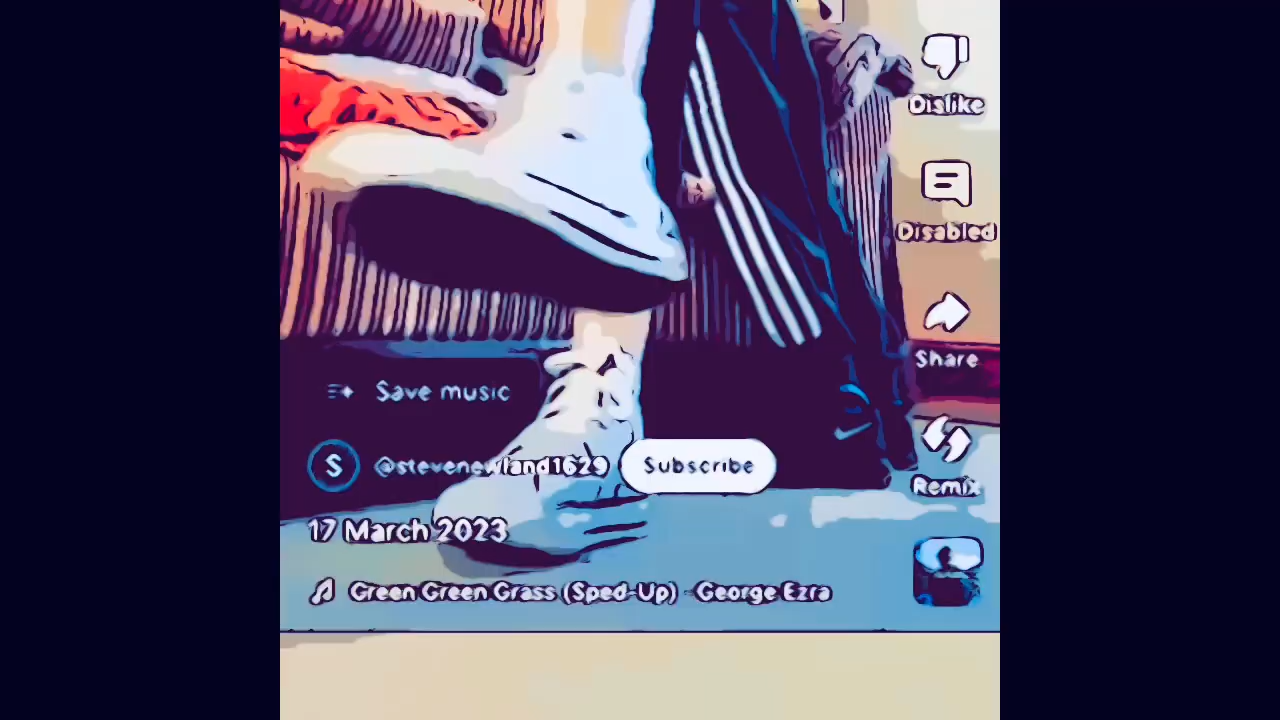 Dislike
Disabled
Share
Save music
S
@stevenewland1629
Subscribe
Remix
17 March 2023
Green Green Grass (Sped-Up) - George Ezra